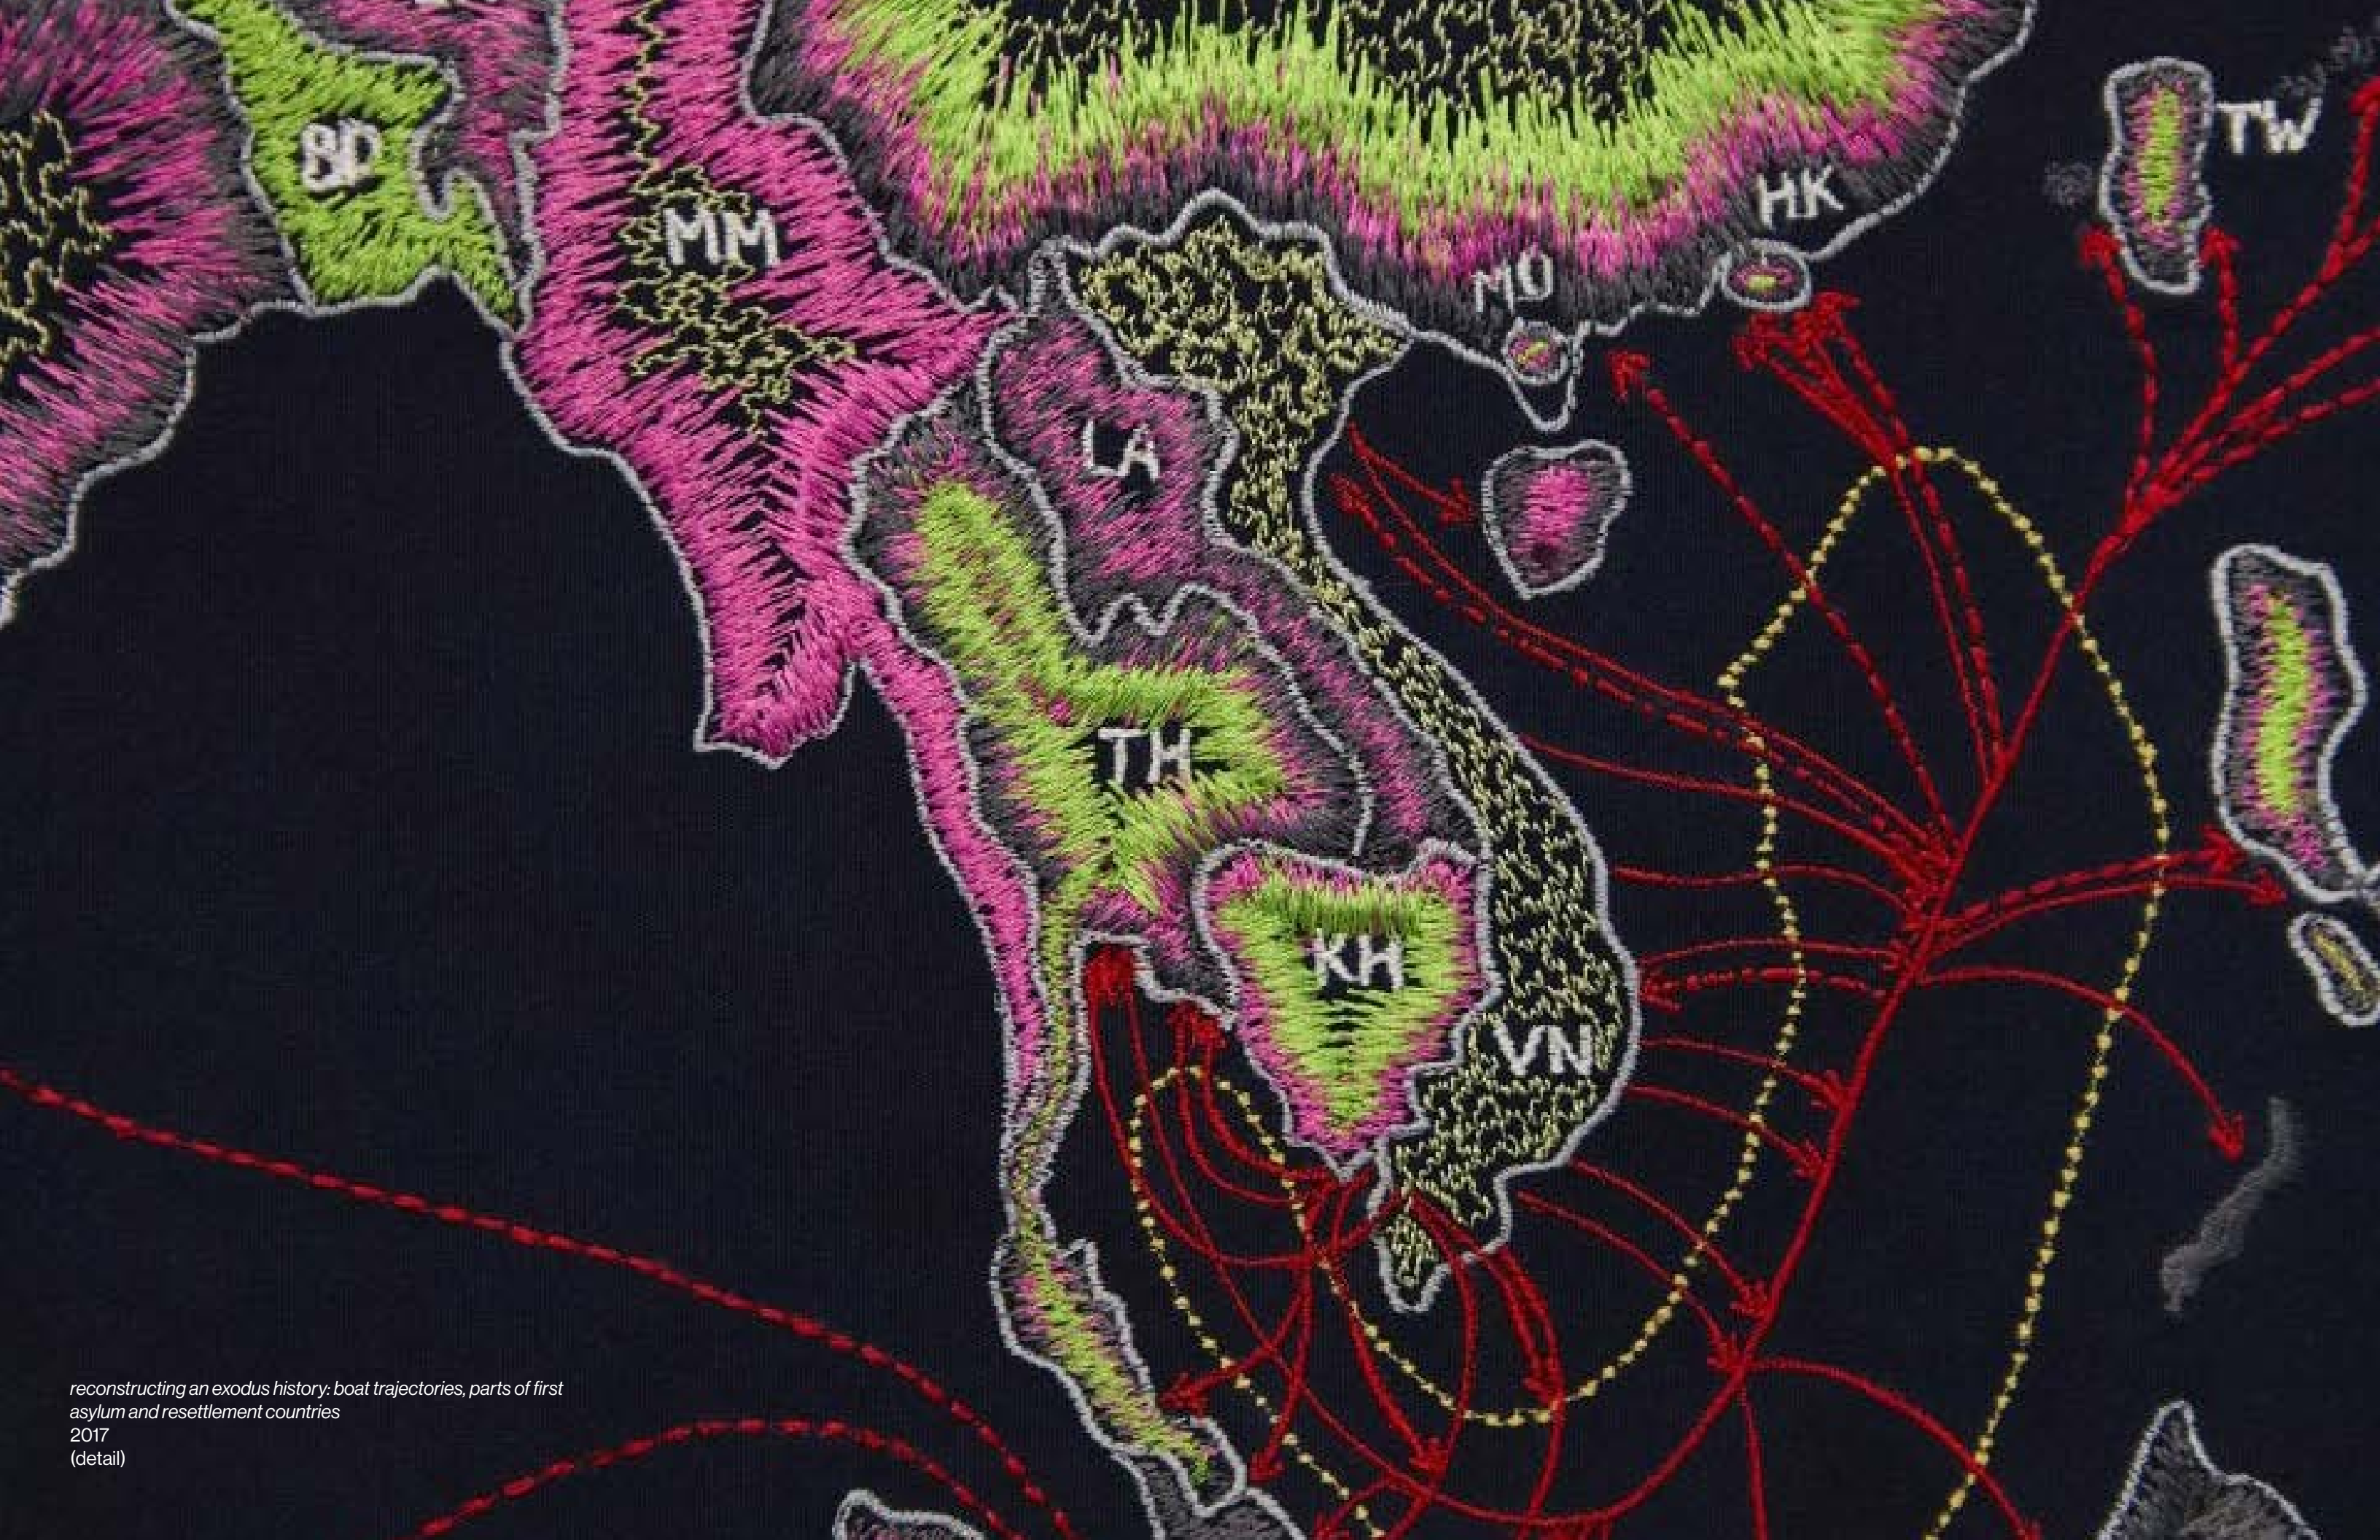 BD
MM
TW
HK
MO
LA
TH
KH
VN
reconstructing an exodus history: boat trajectories, parts of first
asylum and resettlement countries
2017
(detail)